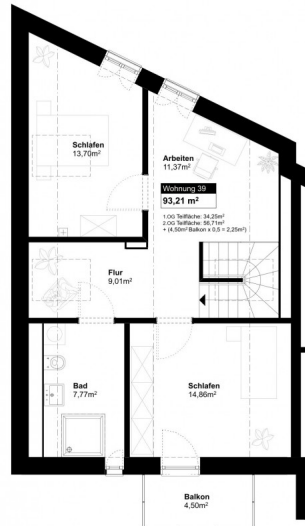 Schlafen
13,70m²
Arbeiten
11,37m²
Wohnung 39
93,21 m²
1.OG Teilfläche: 34,25m²
2.OG Teilfläche: 56,71m²
+ (4,50m² Balkon x 0,5 = 2,25m²)
Flur
9,01m²
Bad
7,77m²
Schlafen
14,86m²
Balkon
4,50m²